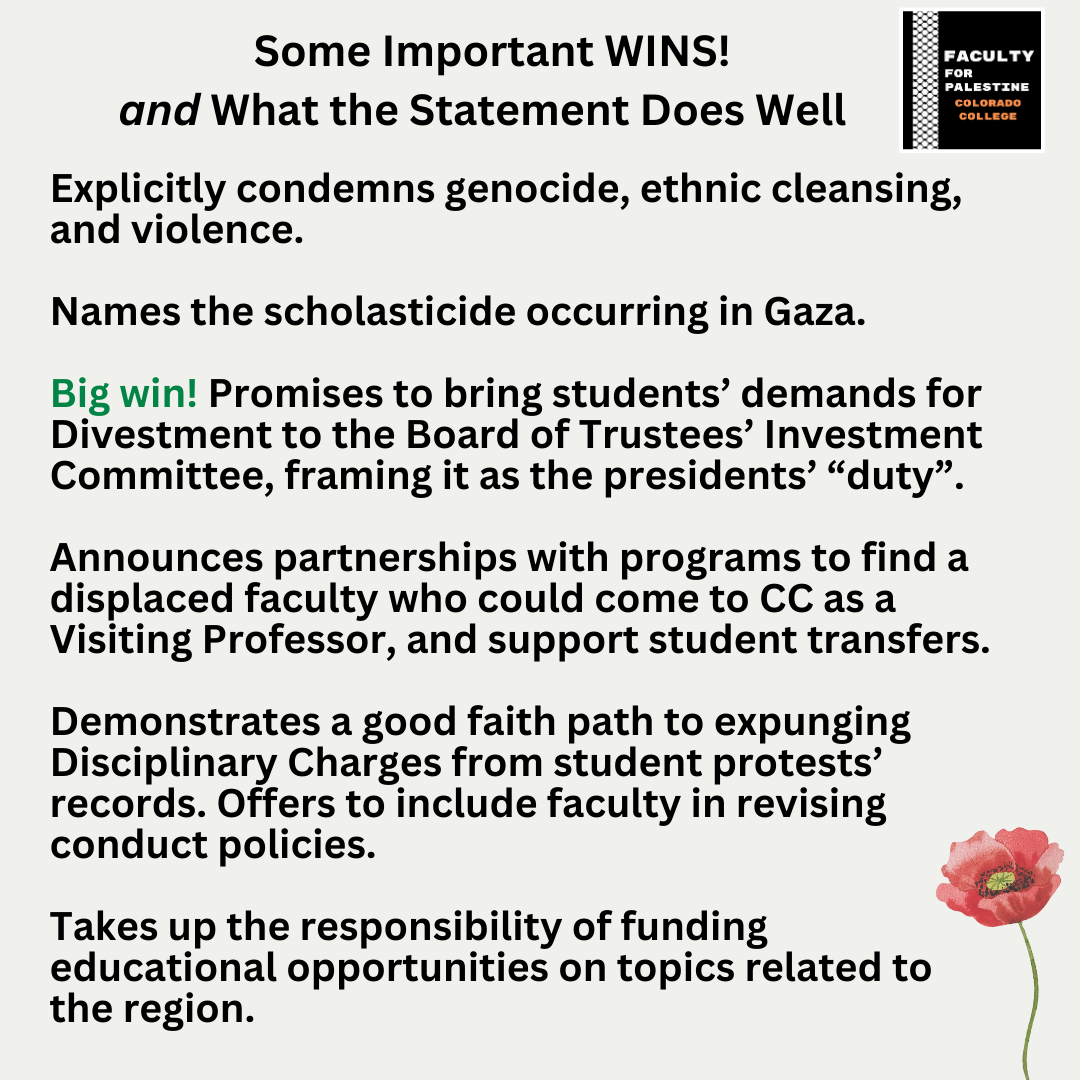 Some Important WINS!
and What the Statement Does Well
FACULTY
FOR
PALESTINE
COLORADO
COLLEGE
Explicitly condemns genocide, ethnic cleansing,
and violence.
Names the scholasticide occurring in Gaza.
Big win! Promises to bring students’ demands for
Divestment to the Board of Trustees’ Investment
Committee, framing it as the presidents’ “duty”.
Announces partnerships with programs to find a
displaced faculty who could come to CC as a
Visiting Professor, and support student transfers.
Demonstrates a good faith path to expunging
Disciplinary Charges from student protests’
records. Offers to include faculty in revising
conduct policies.
Takes up the responsibility of funding
educational opportunities on topics related to
the region.